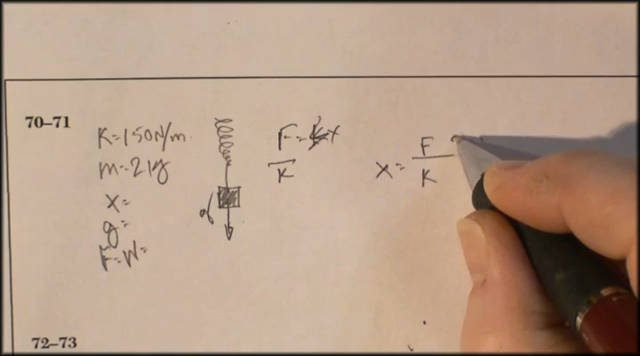 70–71
K=150N/m
m=2kg
x=
g=
F=W=
F=kx
K
x=
F
K
72–73